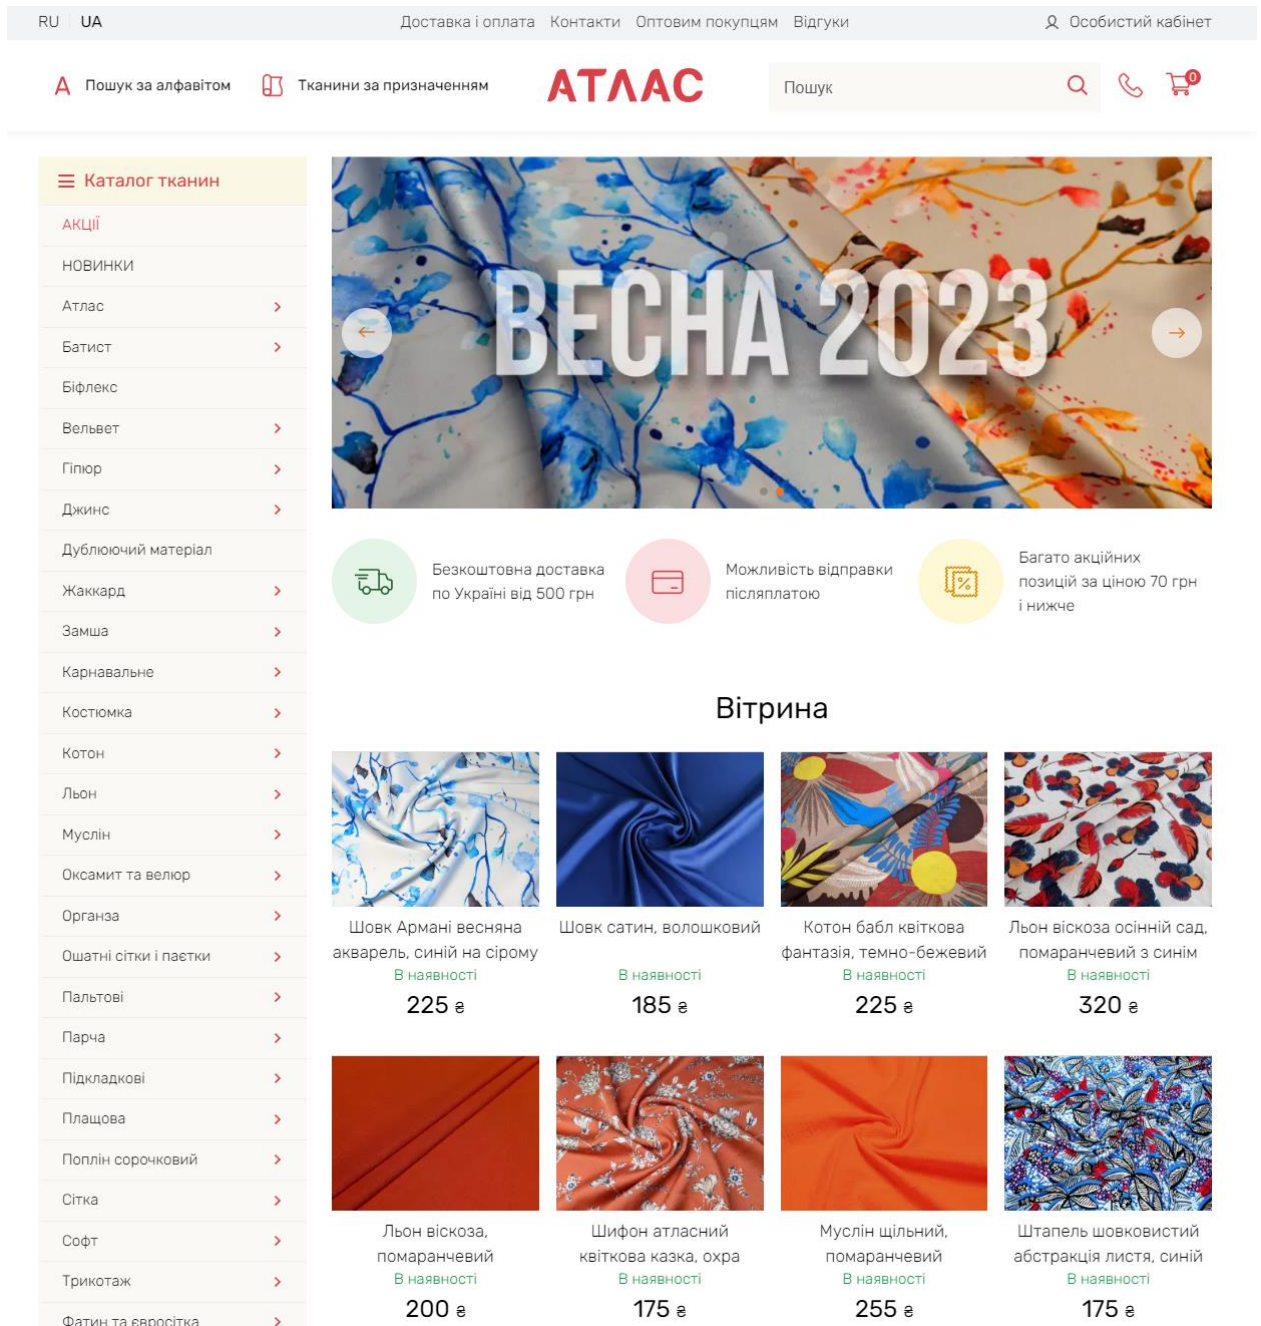 RU UA
Доставка і оплата Контакти Оптовим покупцям Відгуки
Особистий кабінет
А Пошук за алфавітом
Тканини за призначенням
АТЛАС
Пошук
0
Каталог тканин
АКЦІЇ
НОВИНКИ
Атлас
Батист
Біфлекс
Вельвет
Гіпюр
Джинс
Дублюючий матеріал
Жаккард
Замша
Карнавальне
Костюмка
Котон
Льон
Муслін
Оксамит та велюр
Органза
Ошатні сітки і паєтки
Пальтові
Парча
Підкладкові
Плащова
Поплін сорочковий
Сітка
Софт
Трикотаж
Фатин та євросітка
ВЕСНА 2023
Безкоштовна доставка
по Україні від 500 грн
Можливість відправки
післяплатою
Багато акційних
позицій за ціною 70 грн
і нижче
Вітрина
Шовк Армані весняна
акварель, синій на сірому
В наявності
225 ₴
Шовк сатин, волошковий
В наявності
185 ₴
Котон бабл квіткова
фантазія, темно-бежевий
В наявності
225 ₴
Льон віскоза осінній сад,
помаранчевий з синім
В наявності
320 ₴
Льон віскоза,
помаранчевий
В наявності
200 ₴
Шифон атласний
квіткова казка, охра
В наявності
175 ₴
Муслін щільний,
помаранчевий
В наявності
255 ₴
Штапель шовковистий
абстракція листя, синій
В наявності
175 ₴